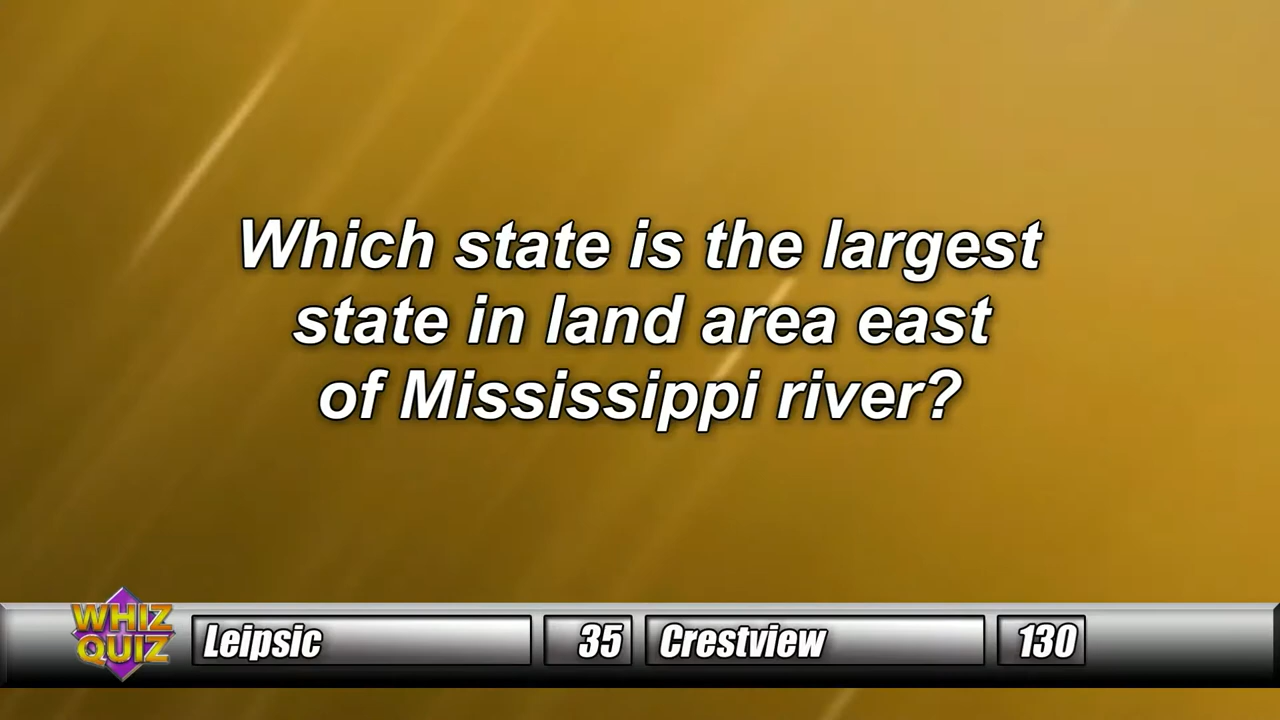 Which state is the largest
state in land area east
of Mississippi river?
WHIZ
QUIZ
Leipsic 35 Crestview 130